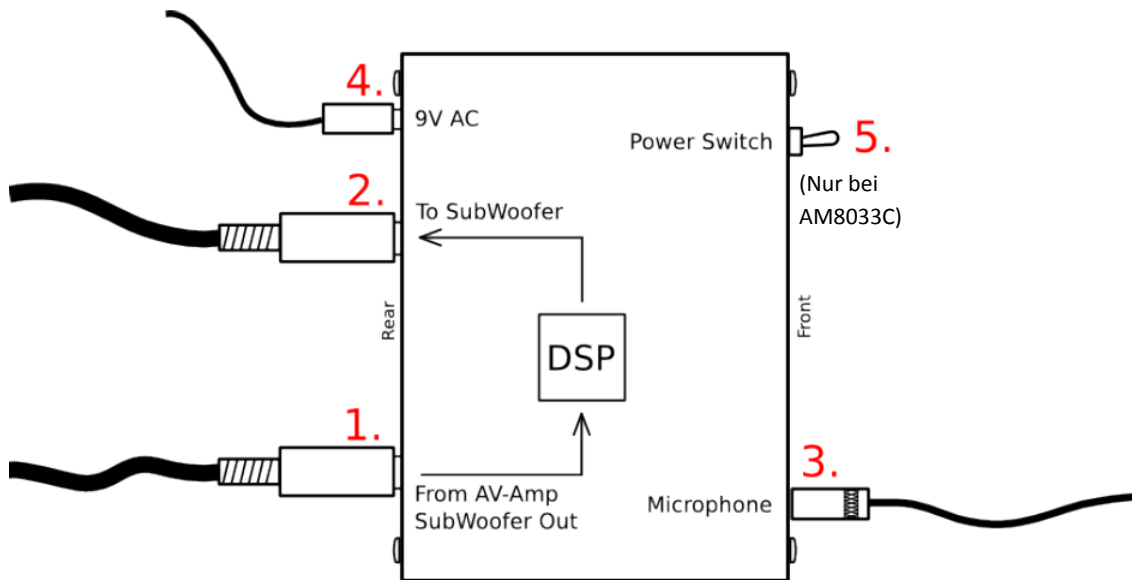 4.
9V AC
Power Switch
5.
(Nur bei
AM8033C)
2.
To SubWoofer
Rear
Front
DSP
1.
From AV-Amp
SubWoofer Out
3.
Microphone